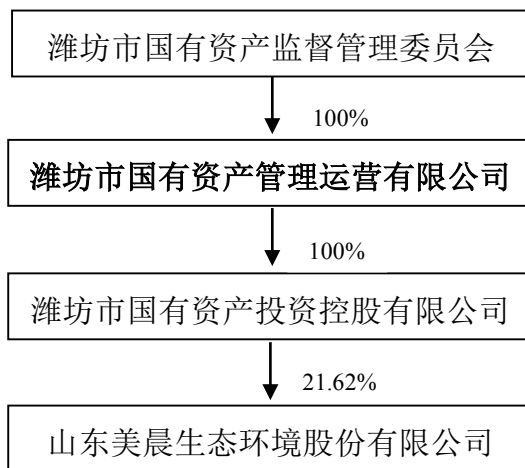 潍坊市国有资产监督管理委员会
100%
潍坊市国有资产管理运营有限公司
100%
潍坊市国有资产投资控股有限公司
21.62%
山东美晨生态环境股份有限公司